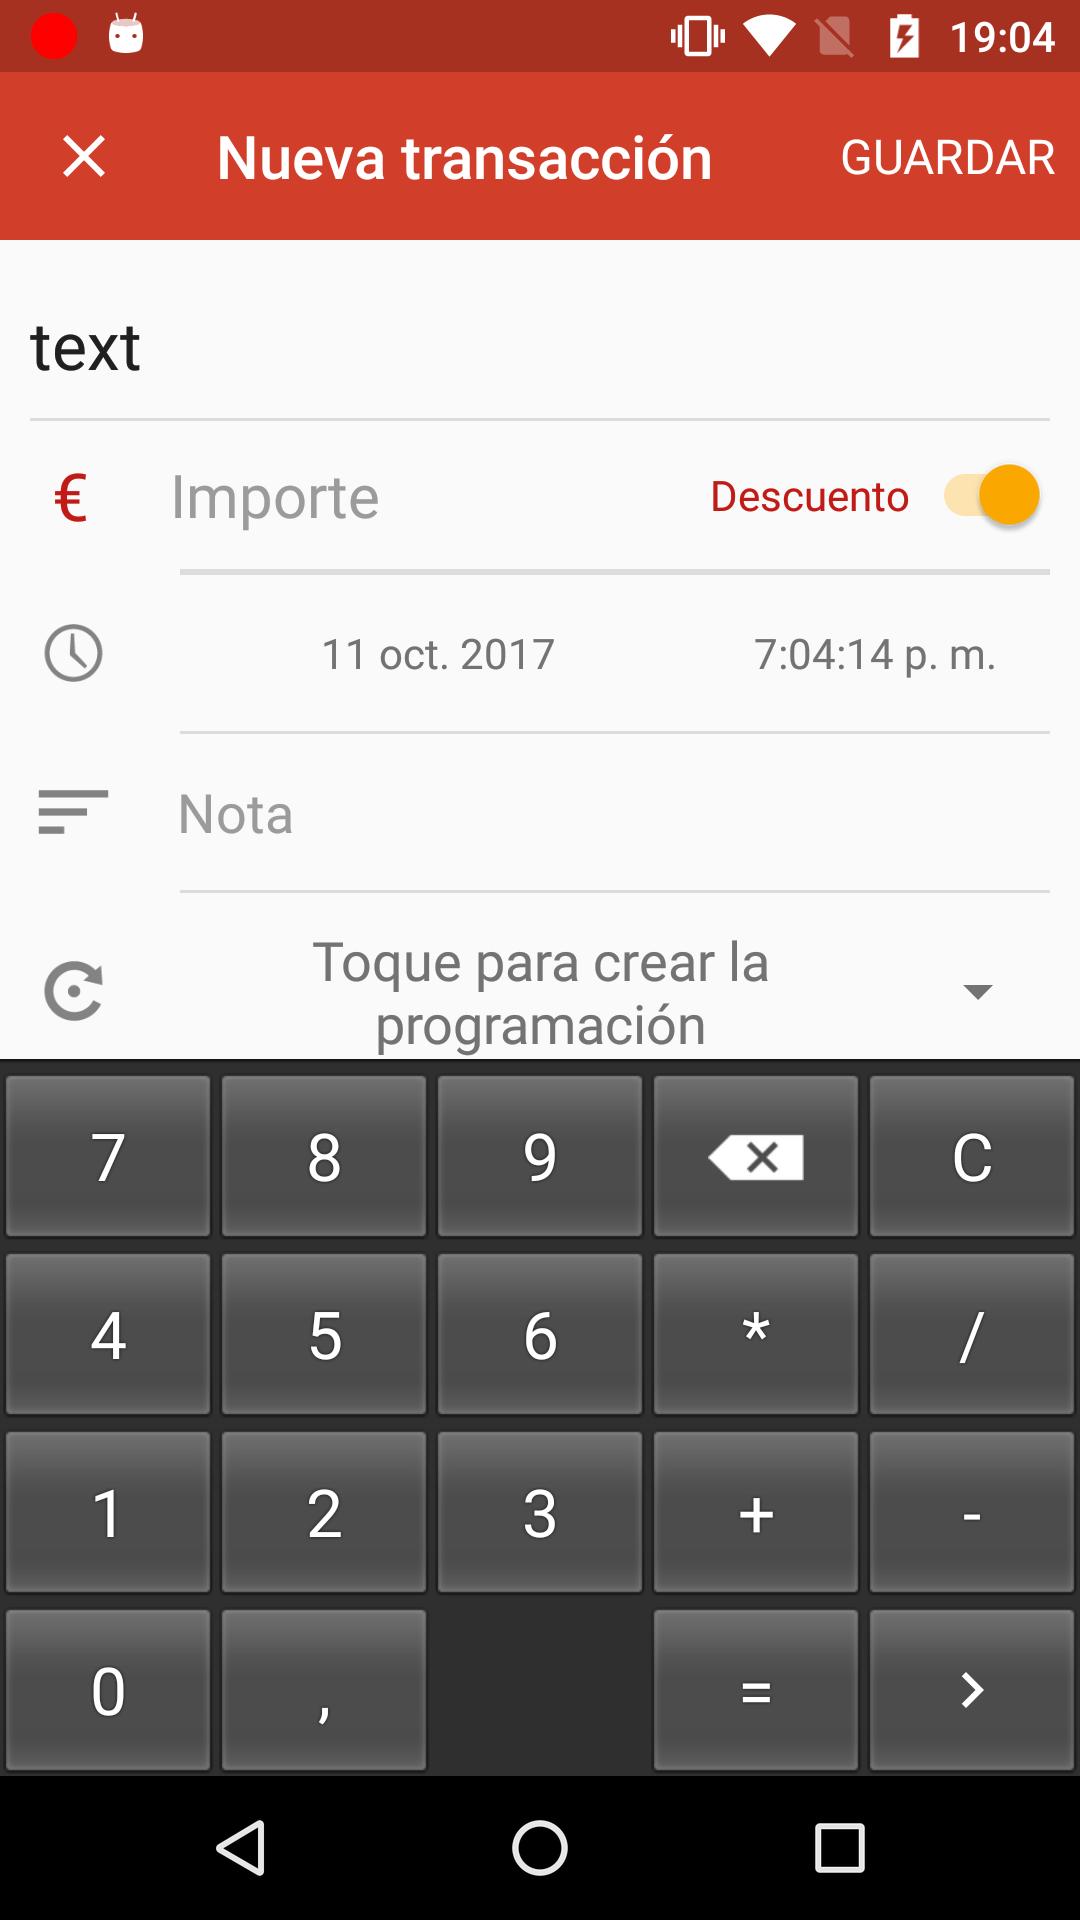 19:04
Nueva transacción GUARDAR
text
€ Importe Descuento
11 oct. 2017 7:04:14 p. m.
Nota
Toque para crear la
programación
7 8 9 C
4 5 6 * /
1 2 3 + -
0 , = >